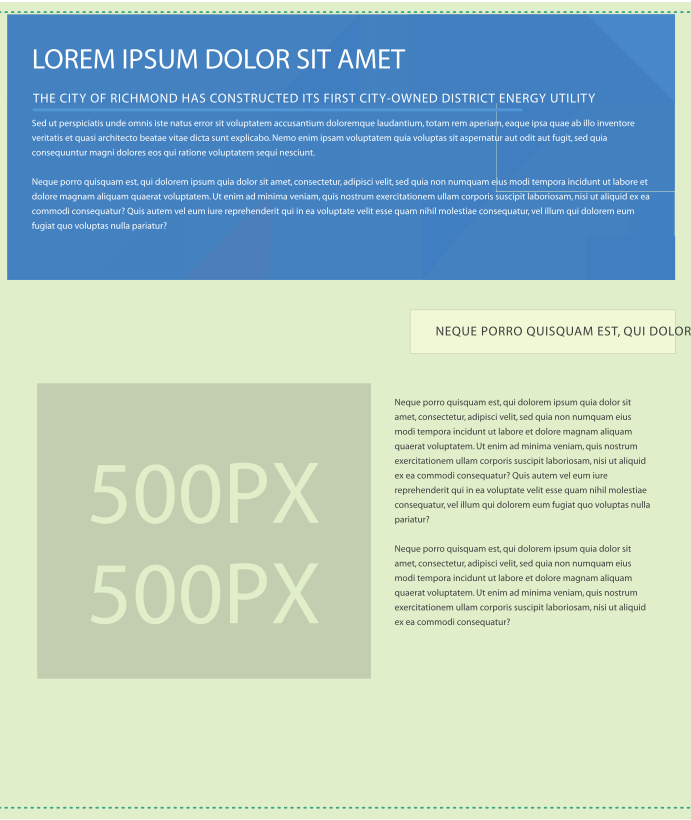 LOREM IPSUM DOLOR SIT AMET
THE CITY OF RICHMOND HAS CONSTRUCTED ITS FIRST CITY-OWNED DISTRICT ENERGY UTILITY
Sed ut perspiciatis unde omnis iste natus error sit voluptatem accusantium doloremque laudantium, totam rem aperiam, eaque ipsa quae ab illo inventore
veritatis et quasi architecto beatae vitae dicta sunt explicabo. Nemo enim ipsam voluptatem quia voluptas sit aspernatur aut odit aut fugit, sed quia
consequuntur magni dolores eos qui ratione voluptatem sequi nesciunt.
Neque porro quisquam est, qui dolorem ipsum quia dolor sit amet, consectetur, adipisci velit, sed quia non numquam eius modi tempora incidunt ut labore et
dolore magnam aliquam quaerat voluptatem. Ut enim ad minima veniam, quis nostrum exercitationem ullam corporis suscipit laboriosam, nisi ut aliquid ex ea
commodi consequatur? Quis autem vel eum iure reprehenderit qui in ea voluptate velit esse quam nihil molestiae consequatur, vel illum qui dolorem eum
fugiat quo voluptas nulla pariatur?
NEQUE PORRO QUISQUAM EST, QUI DOLOR
500PX
500PX
Neque porro quisquam est, qui dolorem ipsum quia dolor sit
amet, consectetur, adipisci velit, sed quia non numquam eius
modi tempora incidunt ut labore et dolore magnam aliquam
quaerat voluptatem. Ut enim ad minima veniam, quis nostrum
exercitationem ullam corporis suscipit laboriosam, nisi ut aliquid
ex ea commodi consequatur? Quis autem vel eum iure
reprehenderit qui in ea voluptate velit esse quam nihil molestiae
consequatur, vel illum qui dolorem eum fugiat quo voluptas nulla
pariatur?
Neque porro quisquam est, qui dolorem ipsum quia dolor sit
amet, consectetur, adipisci velit, sed quia non numquam eius
modi tempora incidunt ut labore et dolore magnam aliquam
quaerat voluptatem. Ut enim ad minima veniam, quis nostrum
exercitationem ullam corporis suscipit laboriosam, nisi ut aliquid
ex ea commodi consequatur?